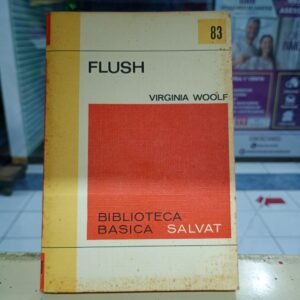 83
FLUSH
VIRGINIA WOOLF
BIBLIOTECA
BASICA SALVAT